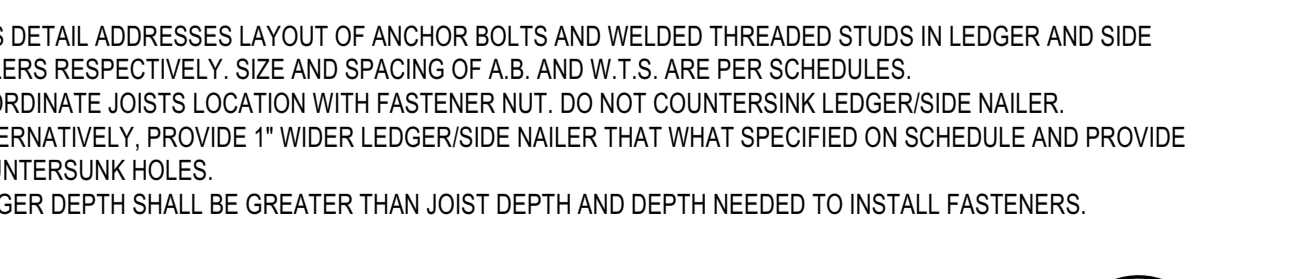 S DETAIL ADDRESSES LAYOUT OF ANCHOR BOLTS AND WELDED THREADED STUDS IN LEDGER AND SIDE
ERS RESPECTIVELY. SIZE AND SPACING OF A.B. AND W.T.S. ARE PER SCHEDULES.
ORDINATE JOISTS LOCATION WITH FASTENER NUT. DO NOT COUNTERSINK LEDGER/SIDE NAILER.
ERNATIVELY, PROVIDE 1" WIDER LEDGER/SIDE NAILER THAT WHAT SPECIFIED ON SCHEDULE AND PROVIDE
UNTERSUNK HOLES.
GER DEPTH SHALL BE GREATER THAN JOIST DEPTH AND DEPTH NEEDED TO INSTALL FASTENERS.